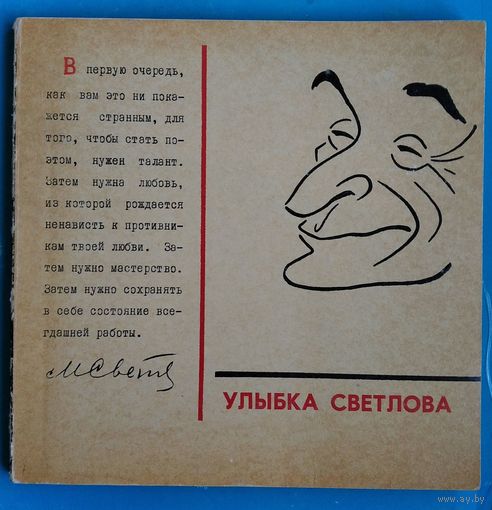 В первую очередь,
как вам это ни пока-
жется странным, для
того, чтобы стать по-
этом, нужен талант.
Затем нужна любовь,
из которой рождается
ненависть к противни-
кам твоей любви. За-
тем нужно мастерство.
Затем нужно сохранять
в себе состояние все-
гдашней работы.
МСветл
УЛЫБКА СВЕТЛОВА
www.ay.by